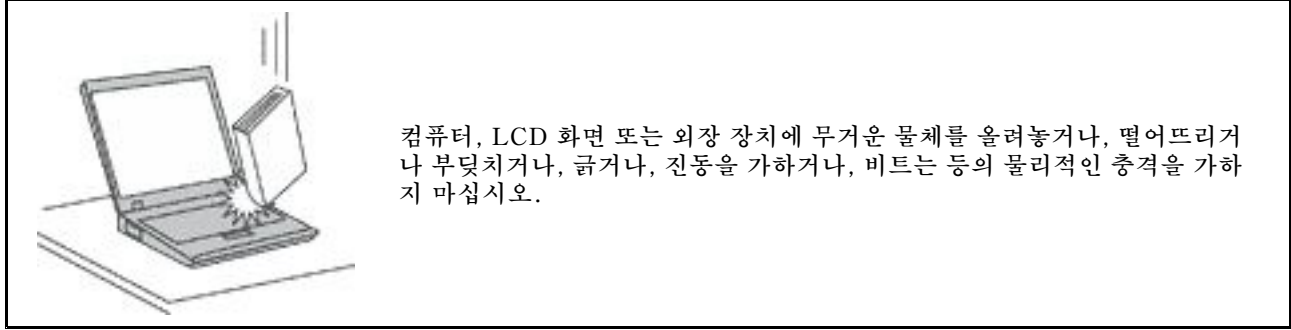 컴퓨터, LCD 화면 또는 외장 장치에 무거운 물체를 올려놓거나, 떨어뜨리거
나 부딪치거나, 긁거나, 진동을 가하거나, 비트는 등의 물리적인 충격을 가하
지 마십시오.